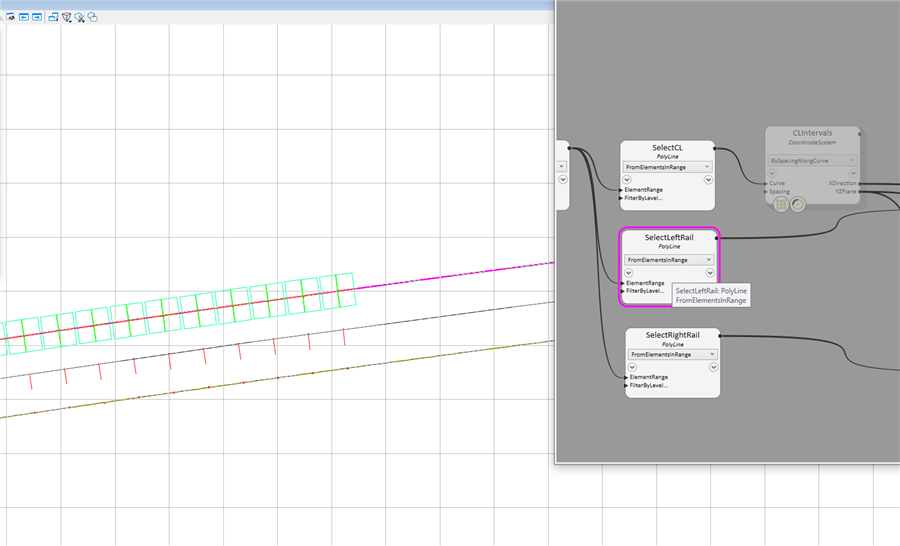 SelectCL
PolyLine
FromElementsInRange
ElementRange
FilterByLevel...
CLIntervals
CoordinateSystem
BySpacingAlongCurve
Curve
XDirection
Spacing
YZPlane
SelectLeftRail
PolyLine
FromElementsInRange
ElementRange
FilterByLevel...
SelectLeftRail: PolyLine
FromElementsInRange
SelectRightRail
PolyLine
FromElementsInRange
ElementRange
FilterByLevel...